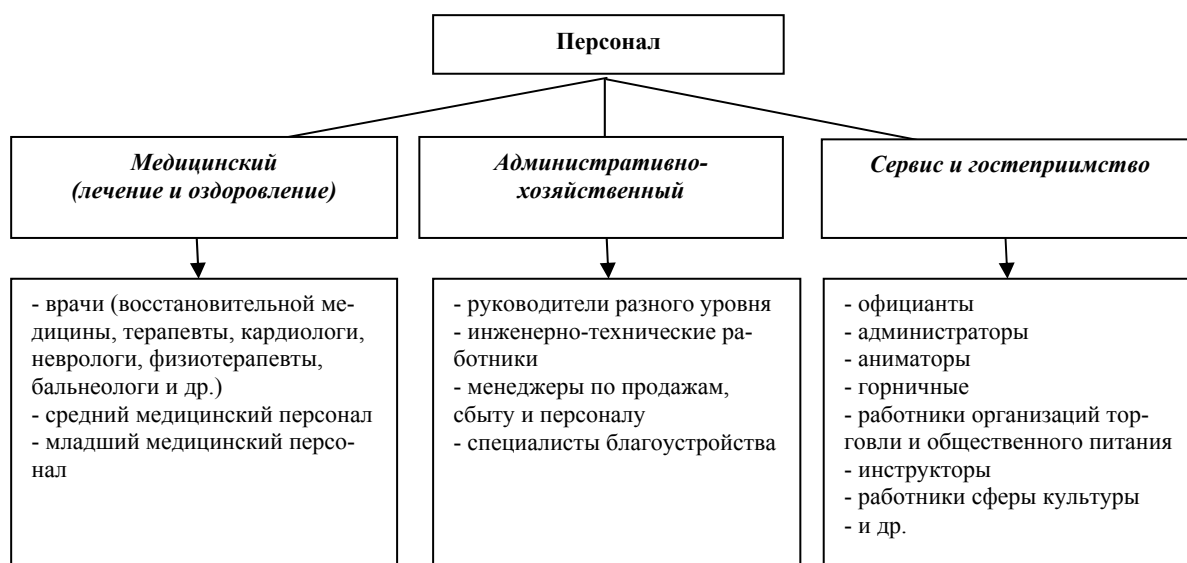 Персонал
Медицинский
(лечение и оздоровление)
Административно-
хозяйственный
Сервис и гостеприимство
- врачи (восстановительной ме-
дицины, терапевты, кардиологи,
неврологи, физиотерапевты,
бальнеологи и др.)
- средний медицинский персонал
- младший медицинский персо-
нал
- руководители разного уровня
- инженерно-технические ра-
ботники
- менеджеры по продажам,
сбыту и персоналу
- специалисты благоустройства
- официанты
- администраторы
- аниматоры
- горничные
- работники организаций тор-
говли и общественного питания
- инструкторы
- работники сферы культуры
- и др.